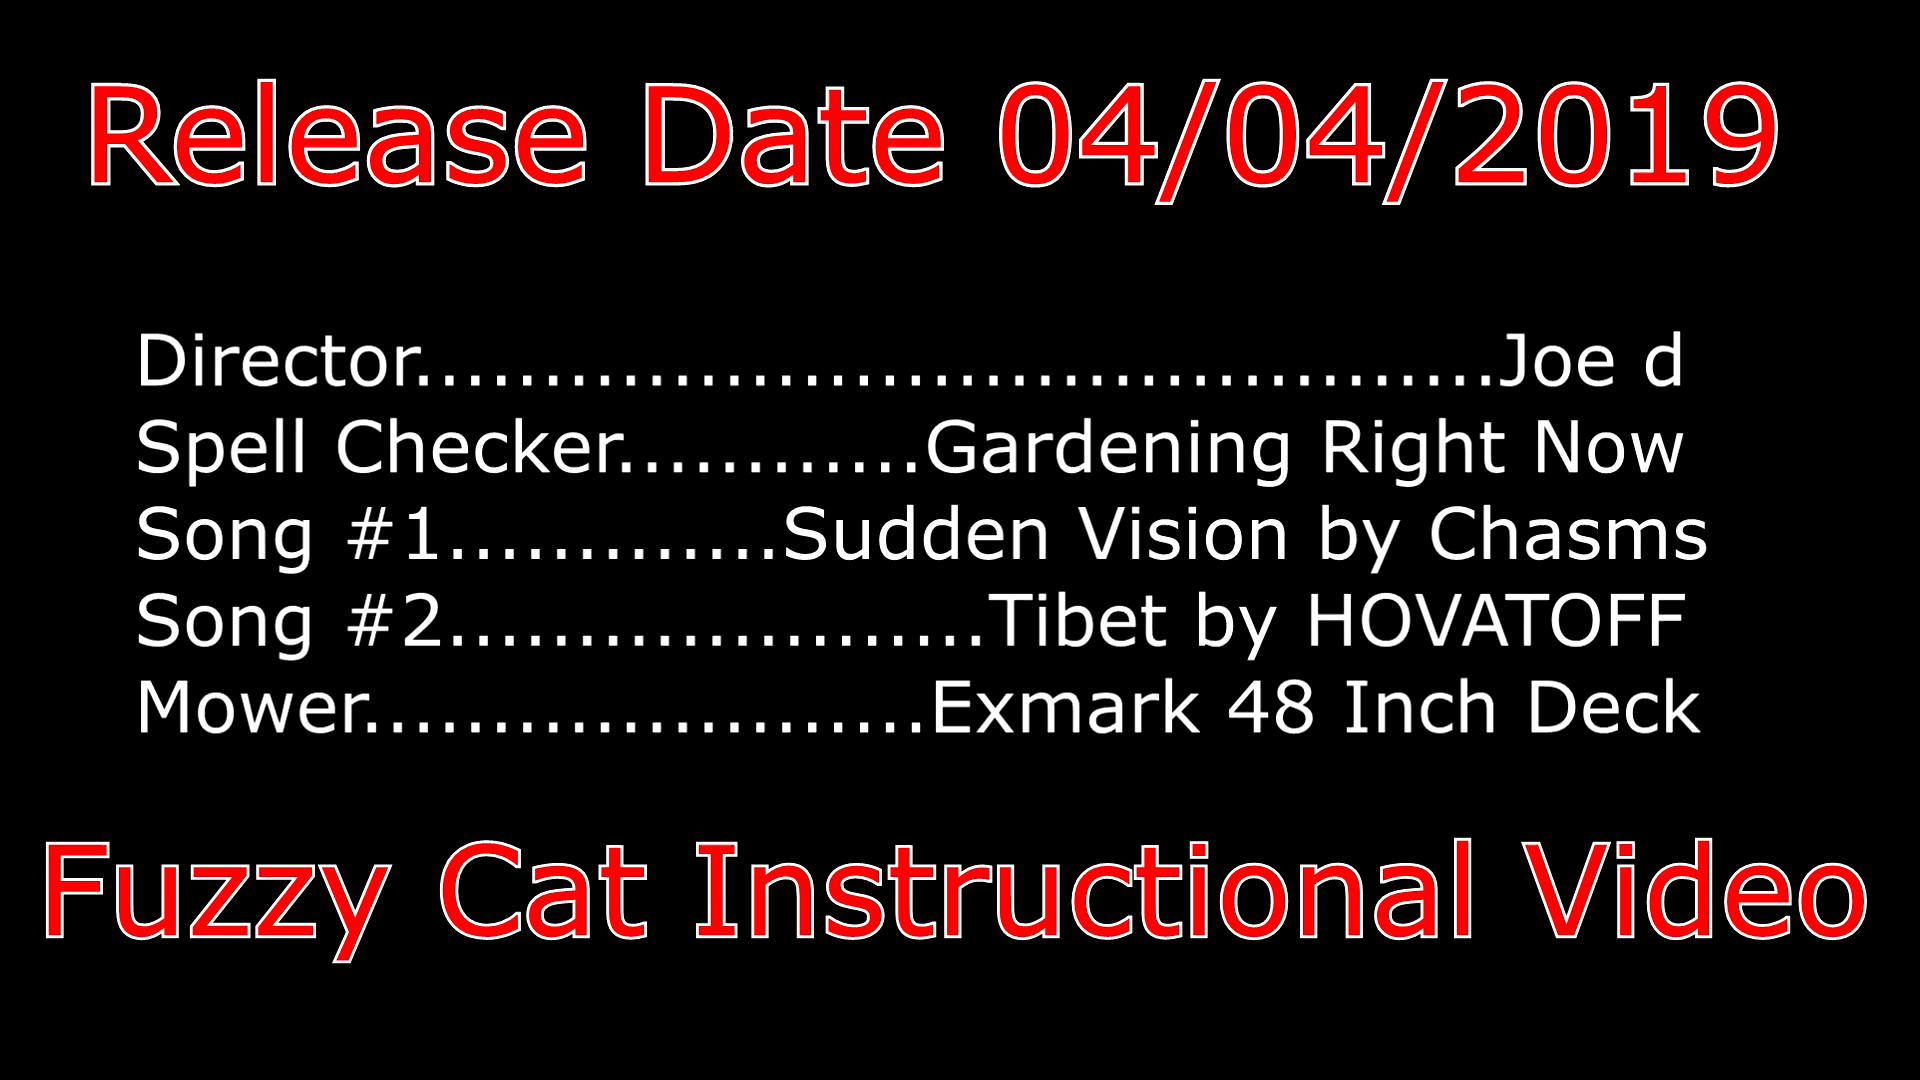 Release Date 04/04/2019
Director..........................................Joe d
Spell Checker............Gardening Right Now
Song #1.............Sudden Vision by Chasms
Song #2.....................Tibet by HOVATOFF
Mower......................Exmark 48 Inch Deck
Fuzzy Cat Instructional Video